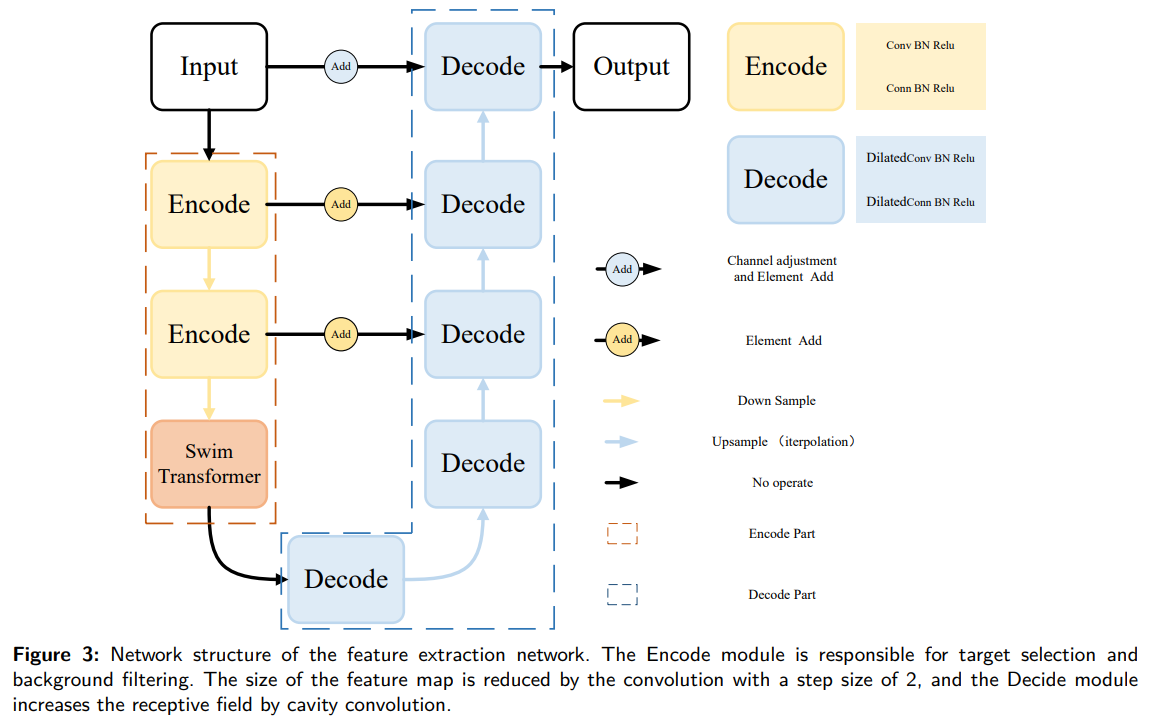 Input
Add
Decode
Output
Encode
Conv BN Relu
Conn BN Relu
Decode
DilatedConv BN Relu
DilatedConn BN Relu
Encode
Add
Decode
Encode
Add
Decode
Swim
Transformer
Decode
Decode
Add
Channel adjustment
and Element Add
Add
Element Add
Down Sample
Upsample （iterpolation）
No operate
Encode Part
Decode Part
Figure 3: Network structure of the feature extraction network. The Encode module is responsible for target selection and
background filtering. The size of the feature map is reduced by the convolution with a step size of 2, and the Decide module
increases the receptive field by cavity convolution.